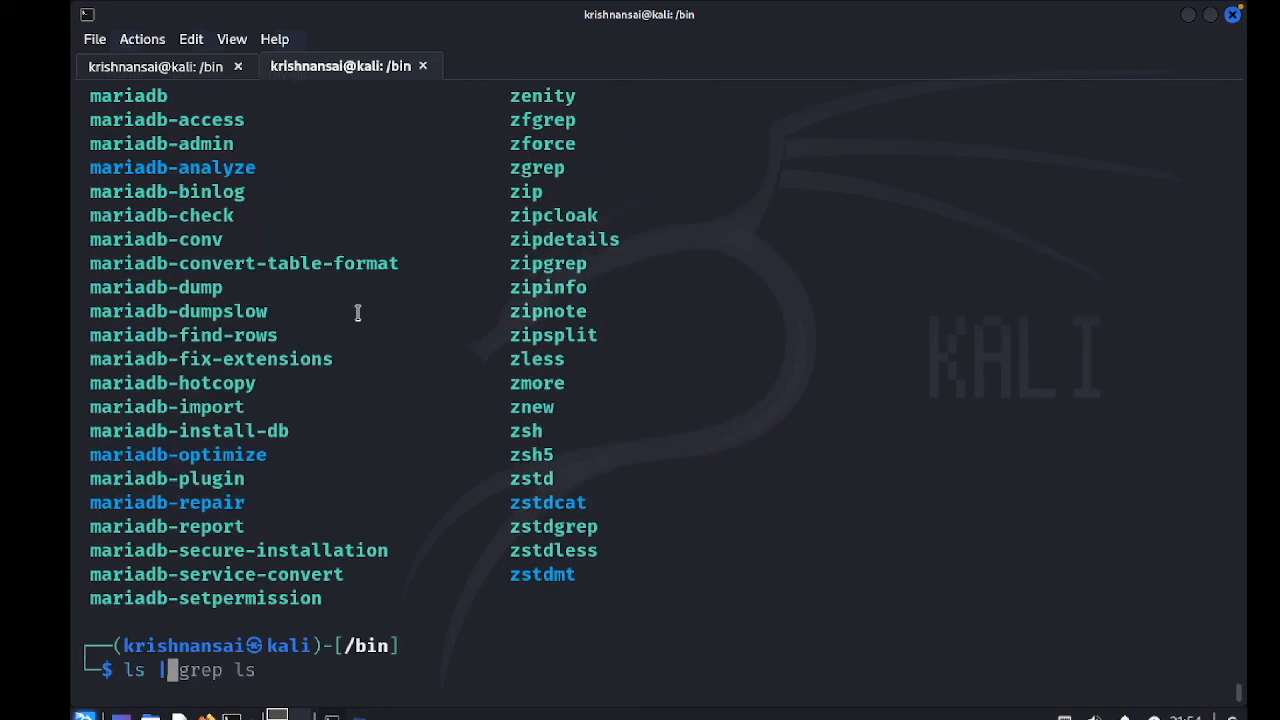 krishnansai@kali: /bin
File Actions Edit View Help
krishnansai@kali: /bin × krishnansai@kali: /bin ×
mariadb zenity
mariadb-access zfgrep
mariadb-admin zforce
mariadb-analyze zgrep
mariadb-binlog zip
mariadb-check zipcloak
mariadb-conv zipdetails
mariadb-convert-table-format zipgrep
mariadb-dump zipinfo
mariadb-dumpslow zipnote
mariadb-find-rows zipsplit
mariadb-fix-extensions zless
mariadb-hotcopy zmore
mariadb-import znew
mariadb-install-db zsh
mariadb-optimize zsh5
mariadb-plugin zstd
mariadb-repair zstdcat
mariadb-report zstdgrep
mariadb-secure-installation zstdless
mariadb-service-convert zstdmt
mariadb-setpermission
KALI
┌──(krishnansai㉿kali)-[/bin]
└─$ ls |grep ls
21:54